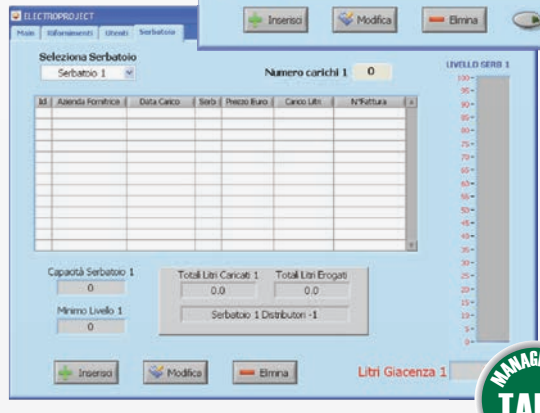 Inserisci Modifica Elimina
ELECTROPROJECT
Main Rifornimenti Utenti Serbatoio
Seleziona Serbatoio
Serbatoio 1
Numero carichi 1 0
LIVELLO SERB 1
Id Azienda Fornitrice Data Carico Serb Prezzo Euro Carico Litri N°Fattura
100
95
90
85
80
75
70
65
60
55
50
45
40
35
30
25
20
15
10
5
0
Capacità Serbatoio 1
0
Minimo Livello 1
0
Totali Litri Caricati 1 Totali Litri Erogati
0.0 0.0
Serbatoio 1 Distributori -1
Inserisci Modifica Elimina
Litri Giacenza 1